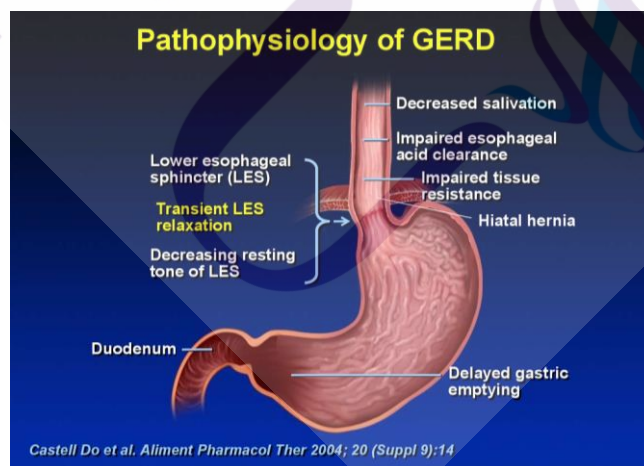 Pathophysiology of GERD
Decreased salivation
Impaired esophageal
acid clearance
Impaired tissue
resistance
Hiatal hernia
Lower esophageal
sphincter (LES)
Transient LES
relaxation
Decreasing resting
tone of LES
Duodenum
Delayed gastric
emptying
Castell Do et al. Aliment Pharmacol Ther 2004; 20 (Suppl 9):14